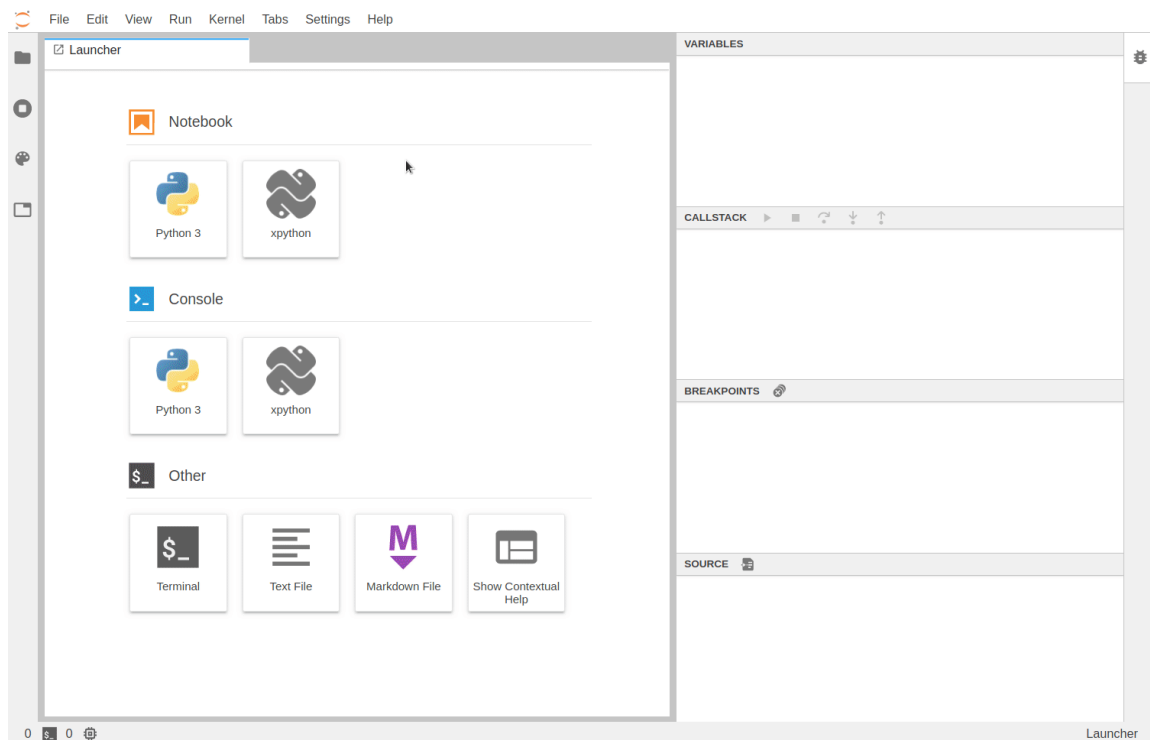 File Edit View Run Kernel Tabs Settings Help
Launcher
Notebook
Python 3 xpython
Console
>_
Python 3 xpython
$_ Other
$_ M
Terminal Text File Markdown File Show Contextual
Help
VARIABLES
CALLSTACK
BREAKPOINTS
SOURCE
0 $_ 0 Launcher